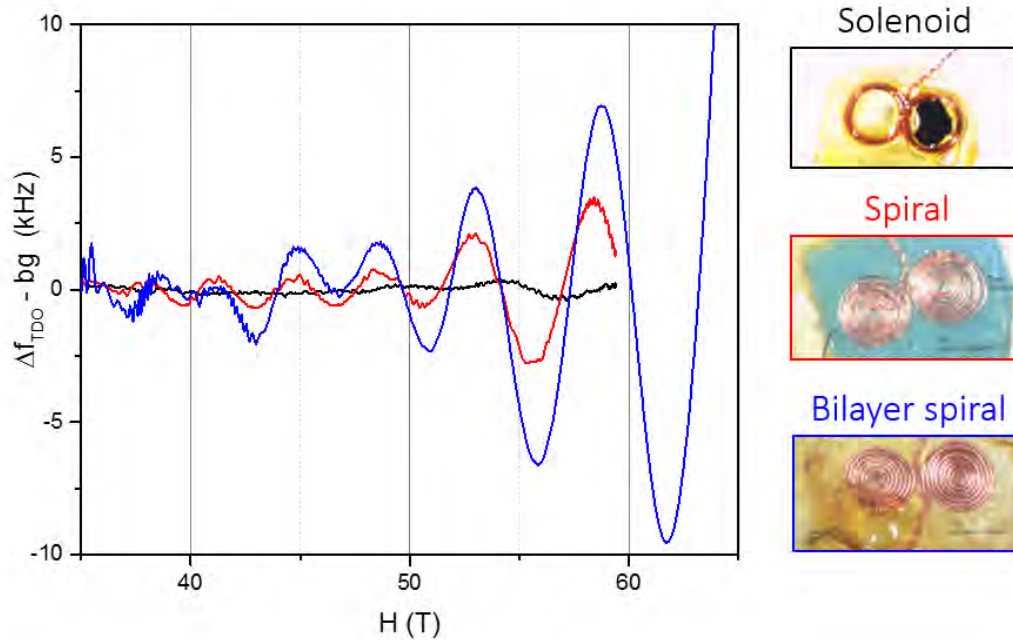 10
5
0
-5
-10
Δf_TDO - bg (kHz)
40
50
60
H (T)
Solenoid
Spiral
Bilayer spiral